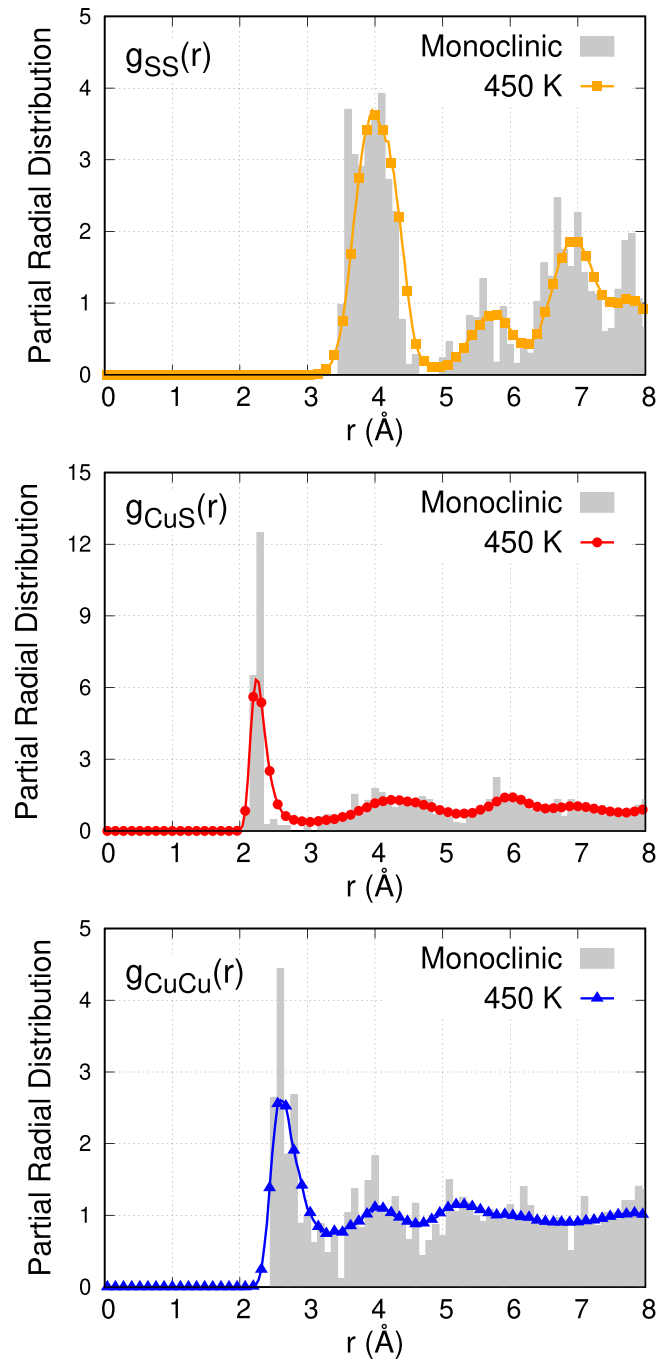 Partial Radial Distribution
g_SS(r)
Monoclinic
450 K
5
4
3
2
1
0
0 1 2 3 4 5 6 7 8
r (Å)
Partial Radial Distribution
g_CuS(r)
Monoclinic
450 K
15
12
9
6
3
0
0 1 2 3 4 5 6 7 8
r (Å)
Partial Radial Distribution
g_CuCu(r)
Monoclinic
450 K
5
4
3
2
1
0
0 1 2 3 4 5 6 7 8
r (Å)